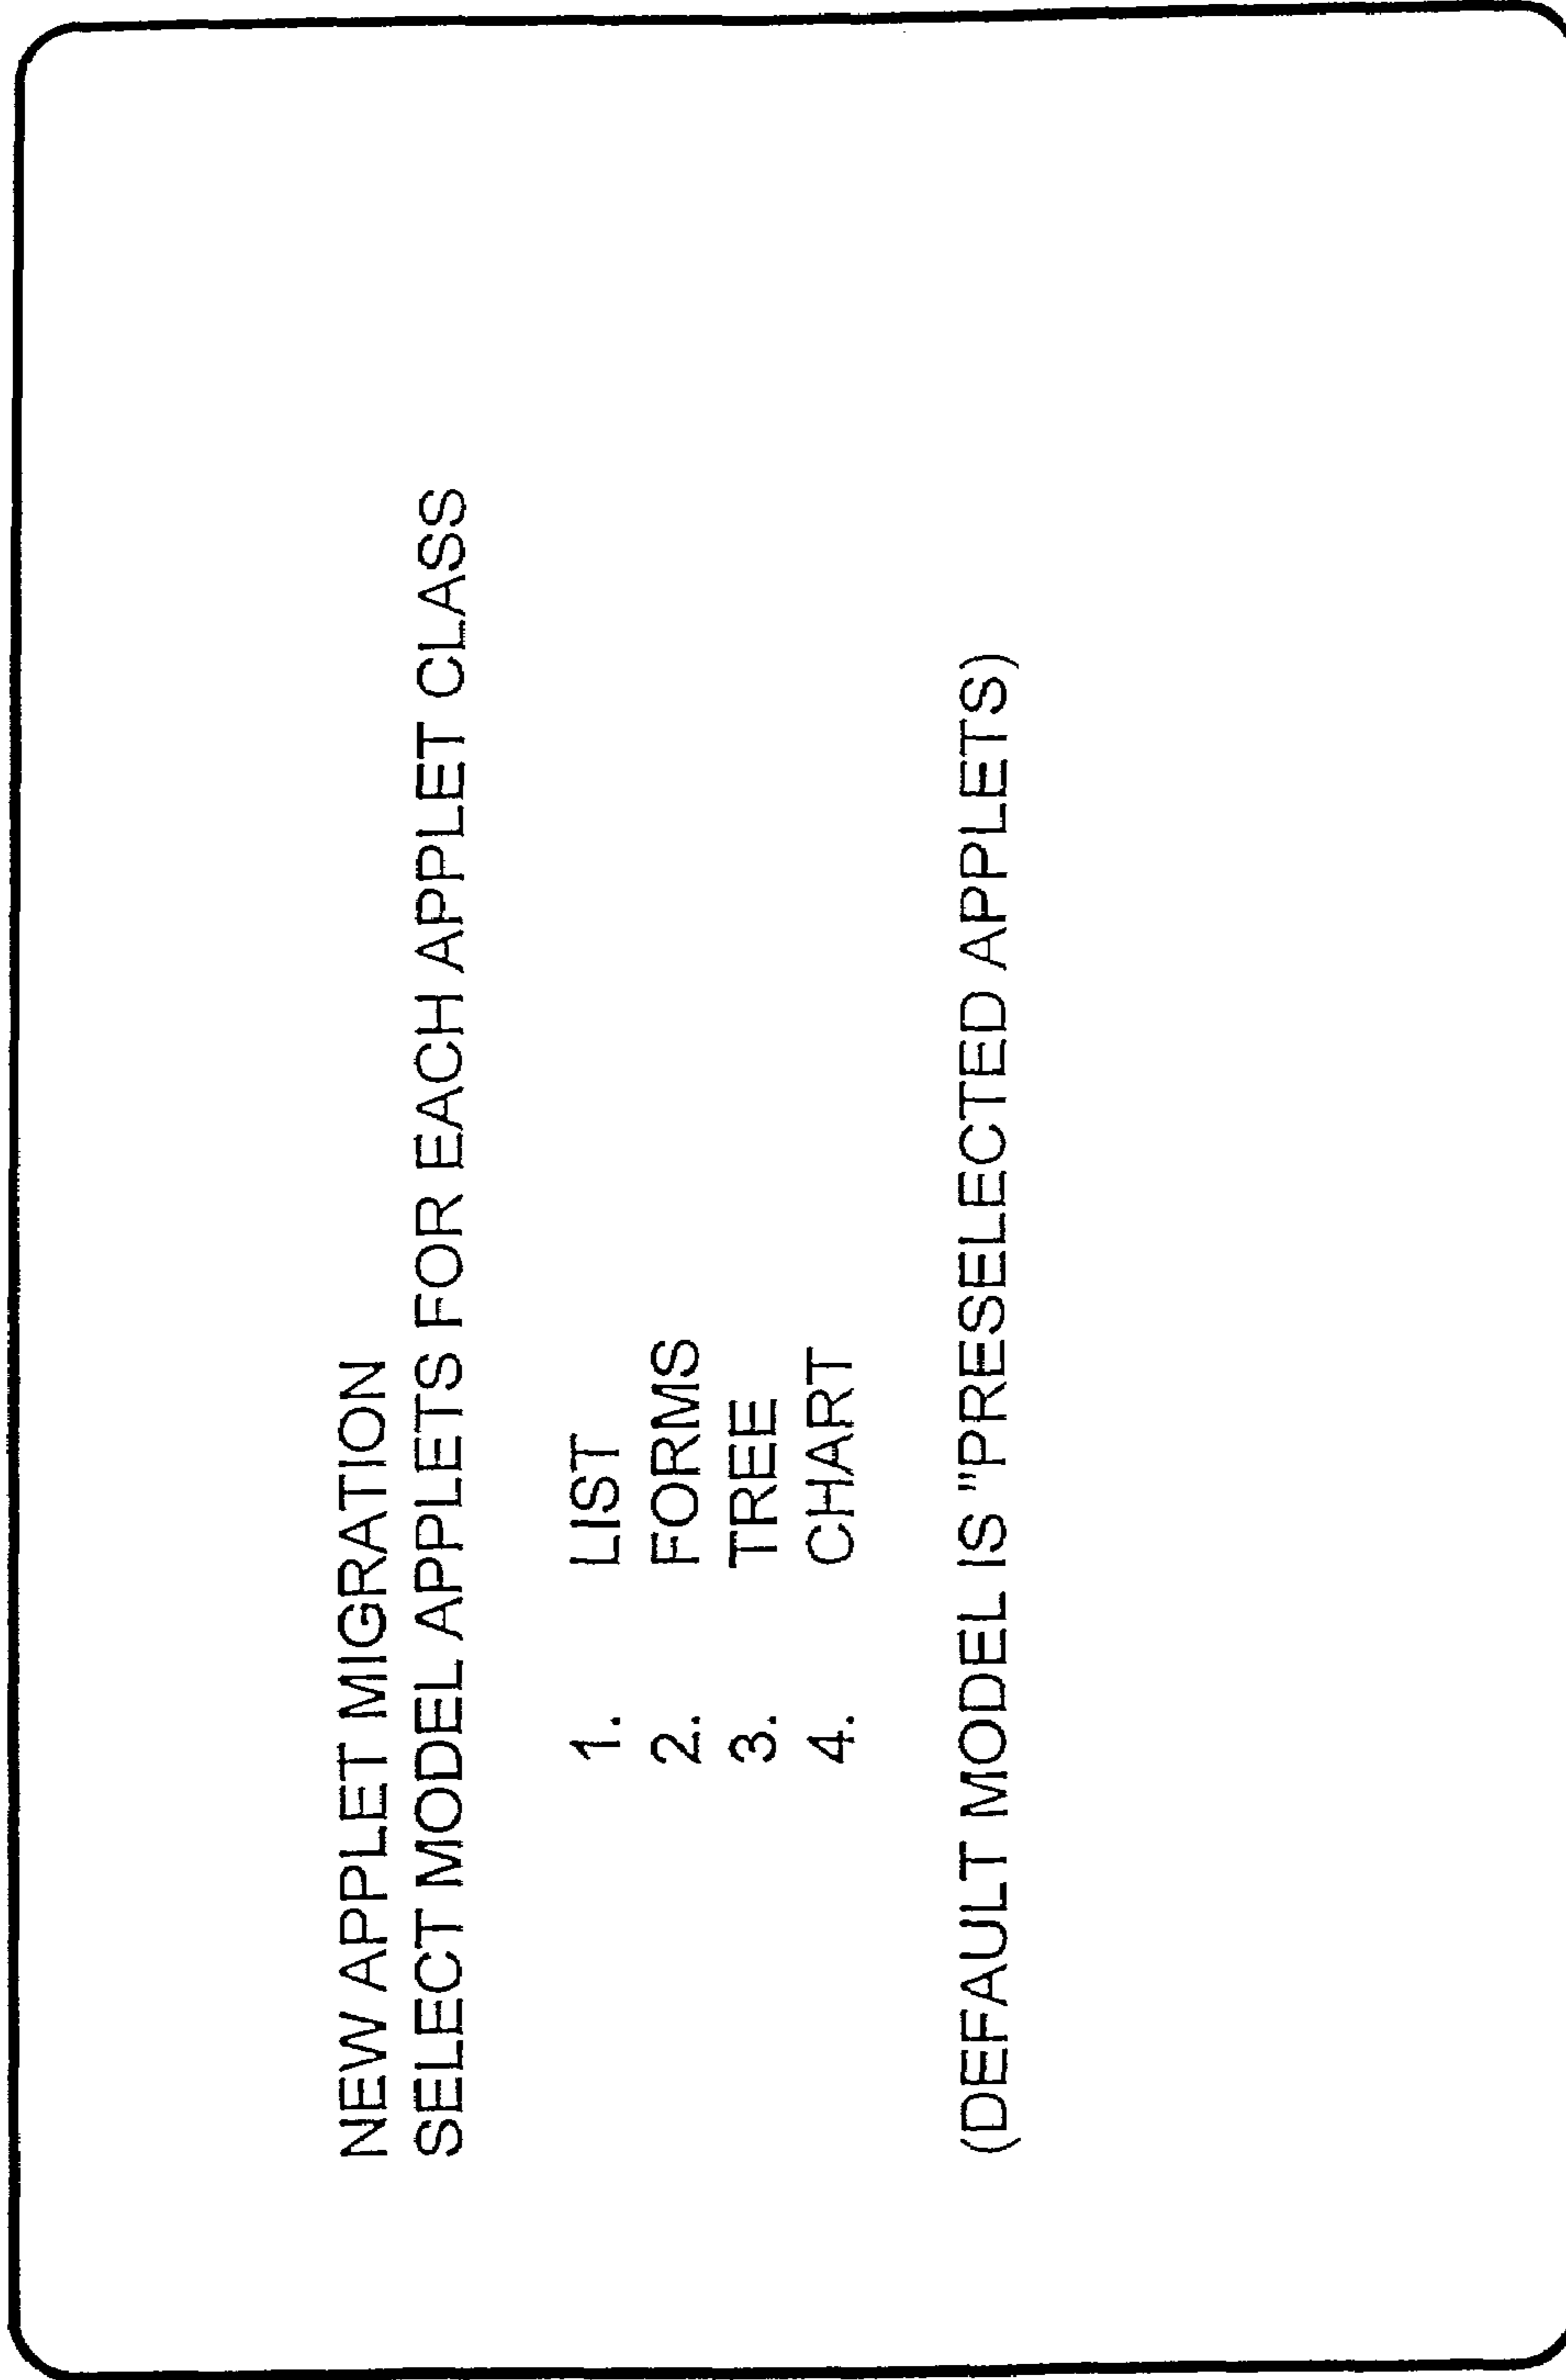 NEW APPLET MIGRATION
SELECT MODEL APPLETS FOR EACH APPLET CLASS
1. LIST
2. FORMS
3. TREE
4. CHART
(DEFAULT MODEL IS "PRESELECTED APPLETS)